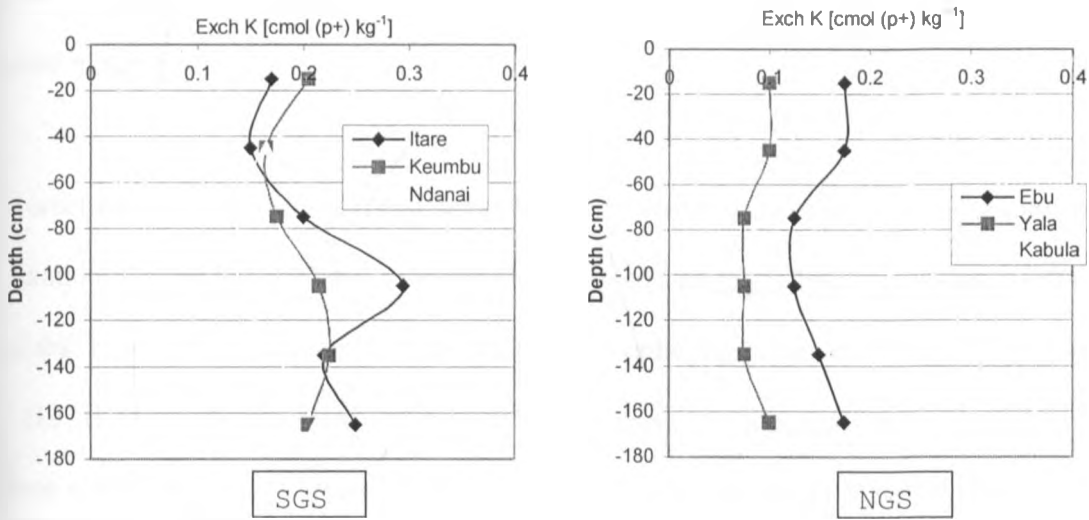 Exch K [cmol (p+) kg⁻¹]
0 0.1 0.2 0.3 0.4
0
-20
-40
-60
-80
-100
-120
-140
-160
-180
Depth (cm)
Itare
Keumbu
Ndanai
SGS
Exch K [cmol (p+) kg⁻¹]
0 0.1 0.2 0.3 0.4
0
-20
-40
-60
-80
-100
-120
-140
-160
-180
Depth (cm)
Ebu
Yala
Kabula
NGS